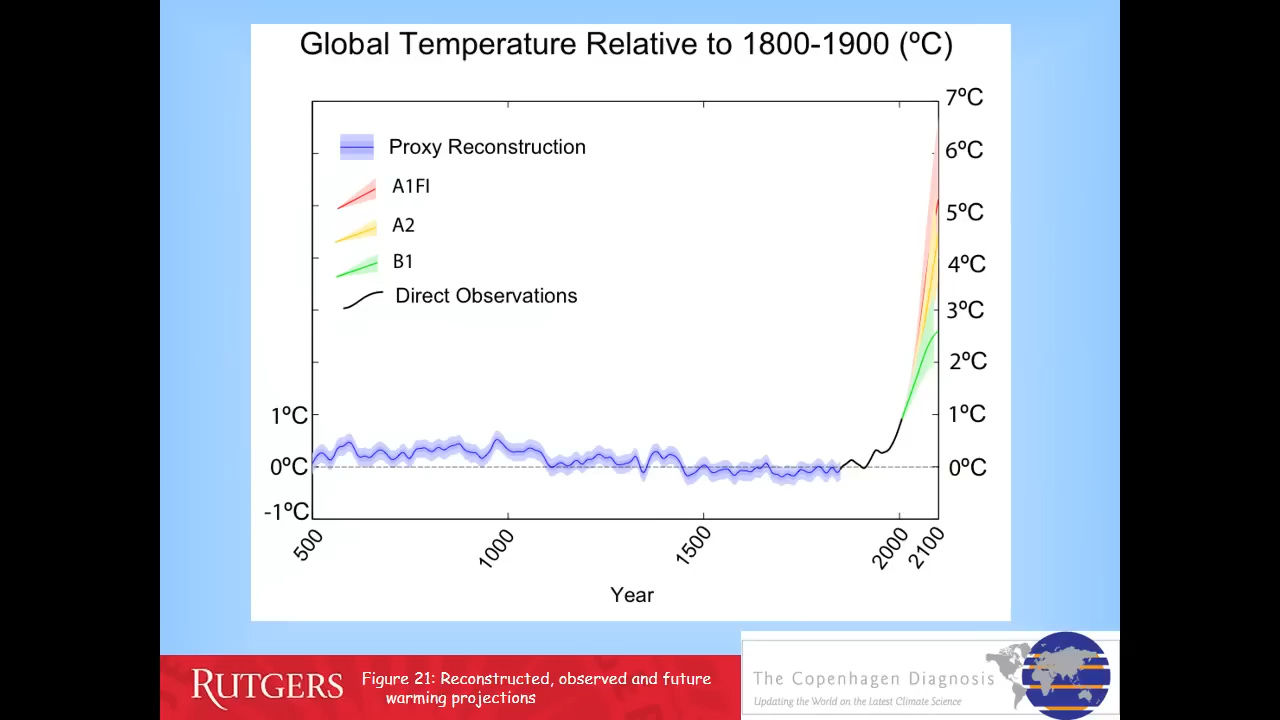 Global Temperature Relative to 1800-1900 (ºC)
7ºC
Proxy Reconstruction
6ºC
A1FI
5ºC
A2
B1
4ºC
Direct Observations
3ºC
2ºC
1ºC
1ºC
0ºC
0ºC
-1ºC
500
1000
1500
2000
2100
Year
RUTGERS
Figure 21: Reconstructed, observed and future
warming projections
The Copenhagen Diagnosis
Updating the World on the Latest Climate Science